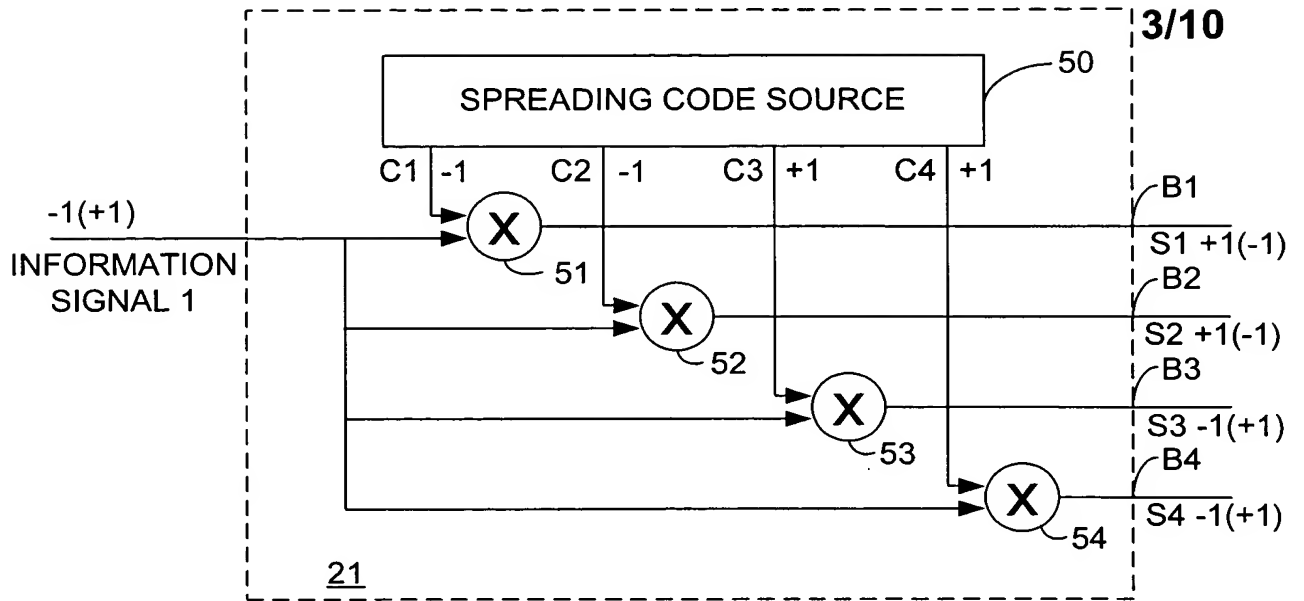 3/10
50
SPREADING CODE SOURCE
C1 -1 C2 -1 C3 +1 C4 +1
-1(+1)
INFORMATION
SIGNAL 1
X
51
B1
S1 +1(-1)
X
52
B2
S2 +1(-1)
X
53
B3
S3 -1(+1)
X
54
B4
S4 -1(+1)
21